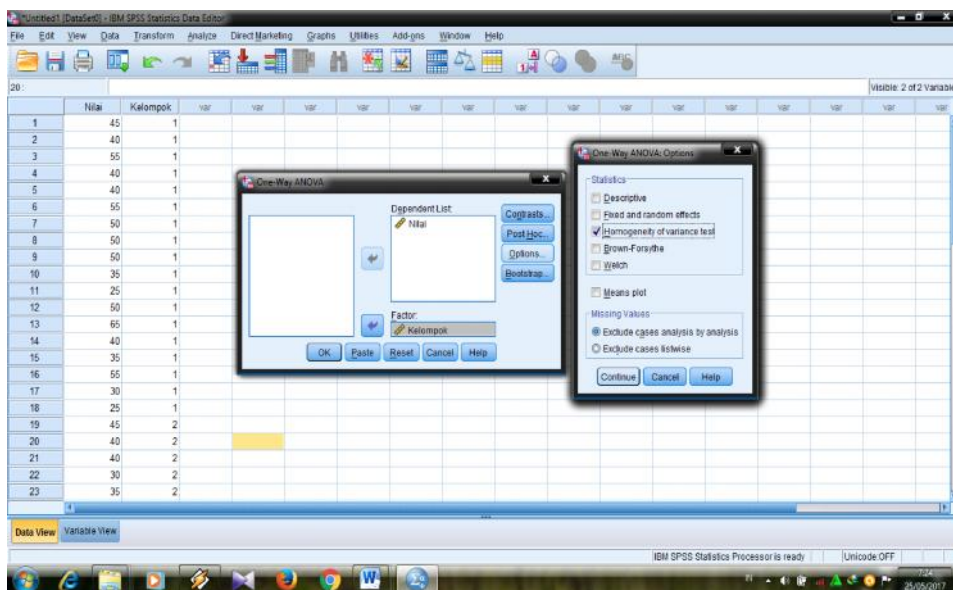 *Untitled1 [DataSet0] - IBM SPSS Statistics Data Editor
File Edit View Data Transform Analyze Direct Marketing Graphs Utilities Add-ons Window Help
20 :
Visible: 2 of 2 Variable
Nilai Kelompok var var var var var var var var var var var var var
1 45 1
2 40 1
3 55 1
4 40 1
5 40 1
6 55 1
7 50 1
8 50 1
9 50 1
10 35 1
11 25 1
12 50 1
13 65 1
14 40 1
15 35 1
16 55 1
17 30 1
18 25 1
19 45 2
20 40 2
21 40 2
22 30 2
23 35 2
One-Way ANOVA
Dependent List:
Nilai
Contrasts...
Post Hoc...
Options...
Bootstrap...
Factor:
Kelompok
OK Paste Reset Cancel Help
One-Way ANOVA: Options
Statistics
Descriptive
Fixed and random effects
Homogeneity of variance test
Brown-Forsythe
Welch
Means plot
Missing Values
Exclude cases analysis by analysis
Exclude cases listwise
Continue Cancel Help
Data View Variable View
IBM SPSS Statistics Processor is ready Unicode:OFF
7:24
25/05/2017